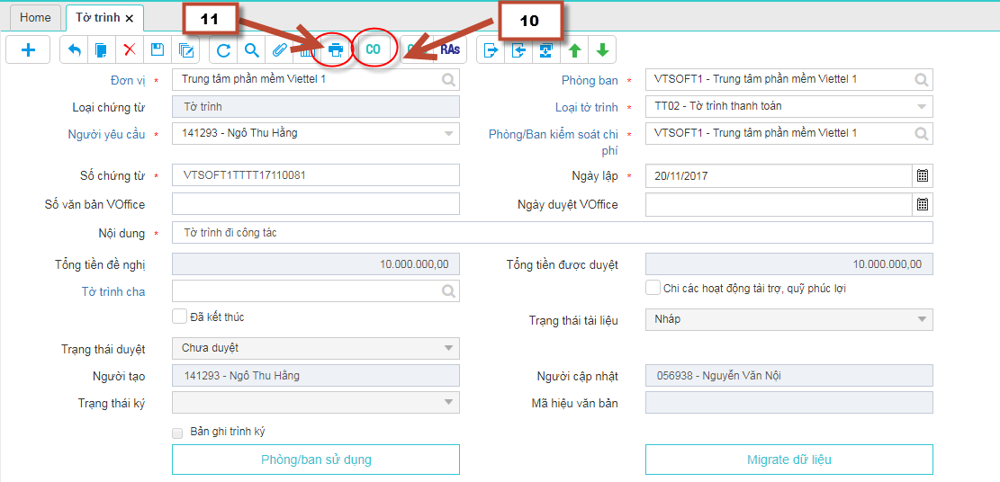 Home
Tờ trình
11
10
CO
RAs
Đơn vị * Trung tâm phần mềm Viettel 1
Phòng ban * VTSOFT1 - Trung tâm phần mềm Viettel 1
Loại chứng từ Tờ trình
Loại tờ trình * TT02 - Tờ trình thanh toán
Người yêu cầu * 141293 - Ngô Thu Hằng
Phòng/Ban kiểm soát chi
phí
* VTSOFT1 - Trung tâm phần mềm Viettel 1
Số chứng từ * VTSOFT1TTTT17110081
Ngày lập * 20/11/2017
Số văn bản VOffice
Ngày duyệt VOffice
Nội dung * Tờ trình đi công tác
Tổng tiền đề nghị 10.000.000,00
Tổng tiền được duyệt 10.000.000,00
Tờ trình cha
Chi các hoạt động tài trợ, quỹ phúc lợi
Đã kết thúc
Trạng thái tài liệu Nháp
Trạng thái duyệt Chưa duyệt
Người tạo 141293 - Ngô Thu Hằng
Người cập nhật 056938 - Nguyễn Văn Nội
Trạng thái ký
Mã hiệu văn bản
Bản ghi trình ký
Phòng/ban sử dụng
Migrate dữ liệu